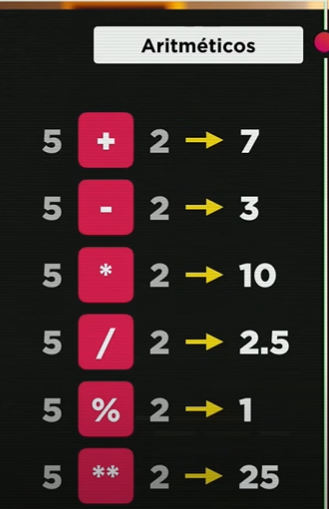 Aritméticos
5 + 2 → 7
5 - 2 → 3
5 * 2 → 10
5 / 2 → 2.5
5 % 2 → 1
5 ** 2 → 25